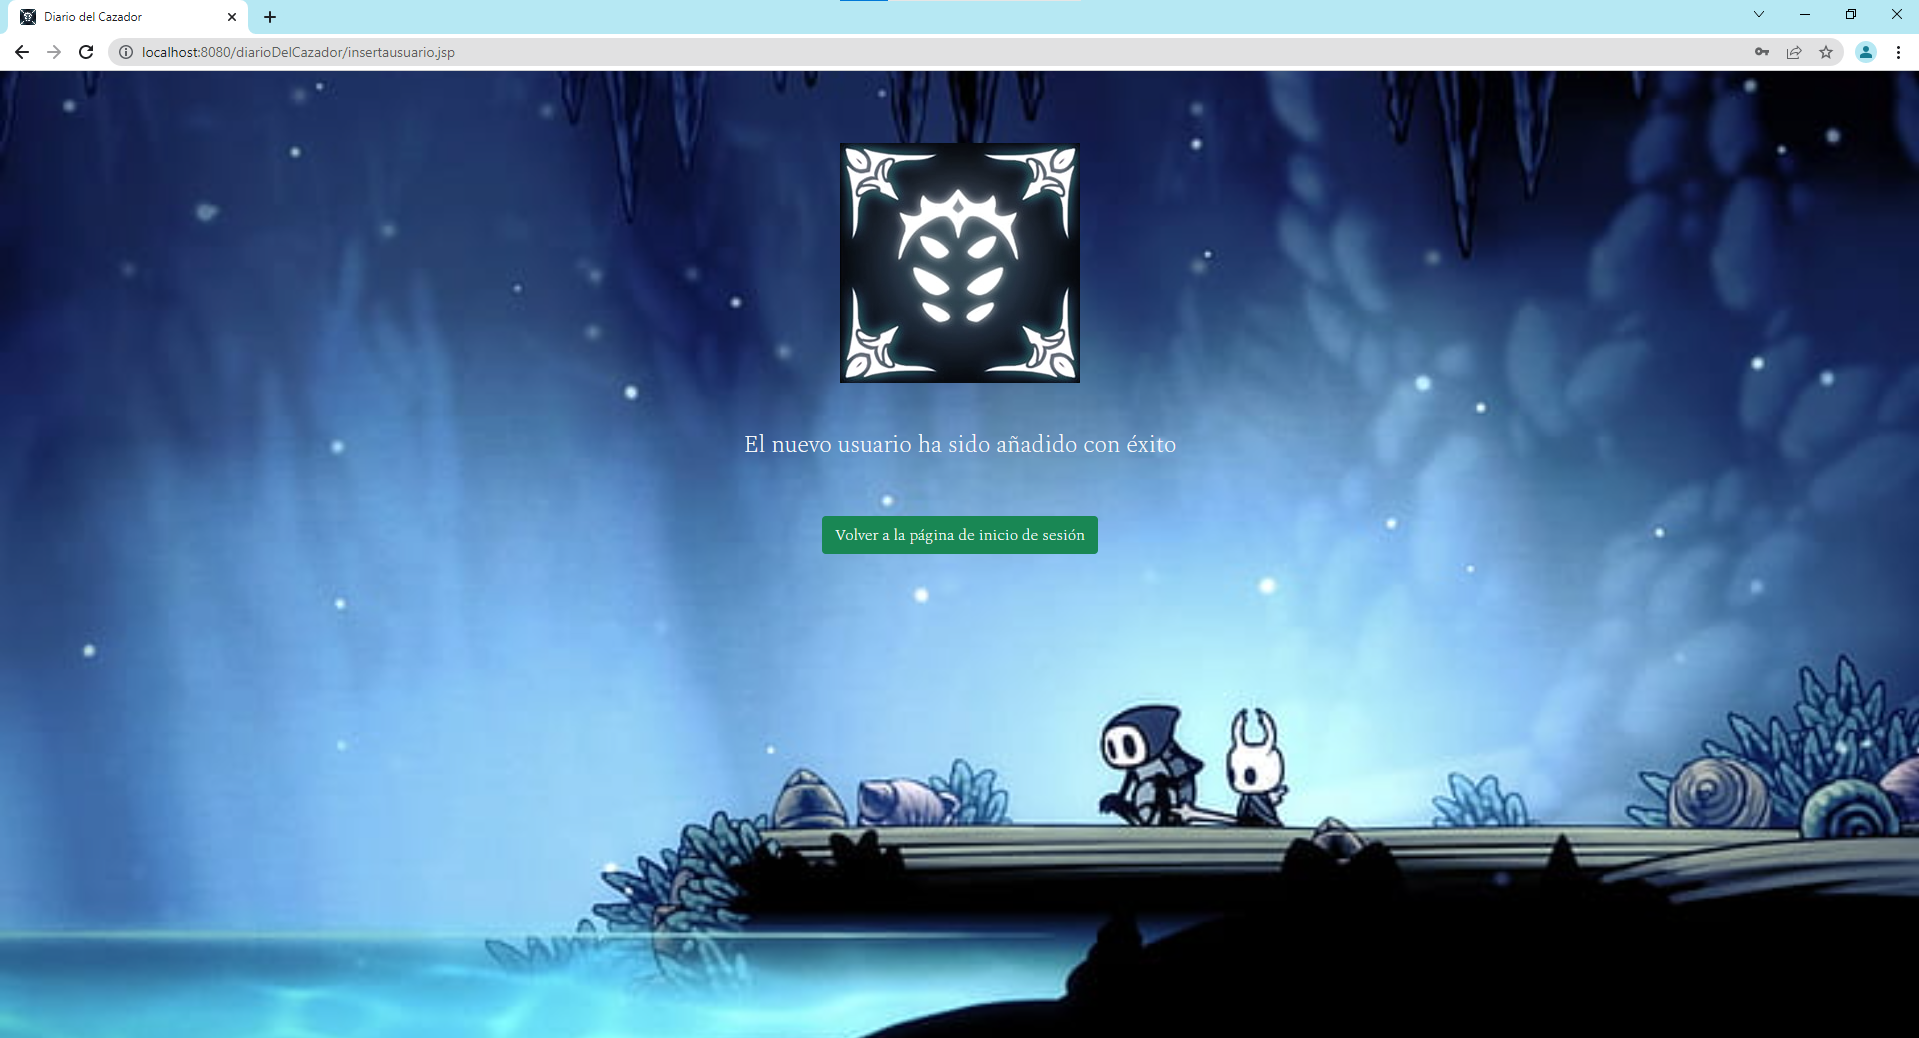 Diario del Cazador
localhost:8080/diarioDelCazador/insertausuario.jsp
El nuevo usuario ha sido añadido con éxito
Volver a la página de inicio de sesión